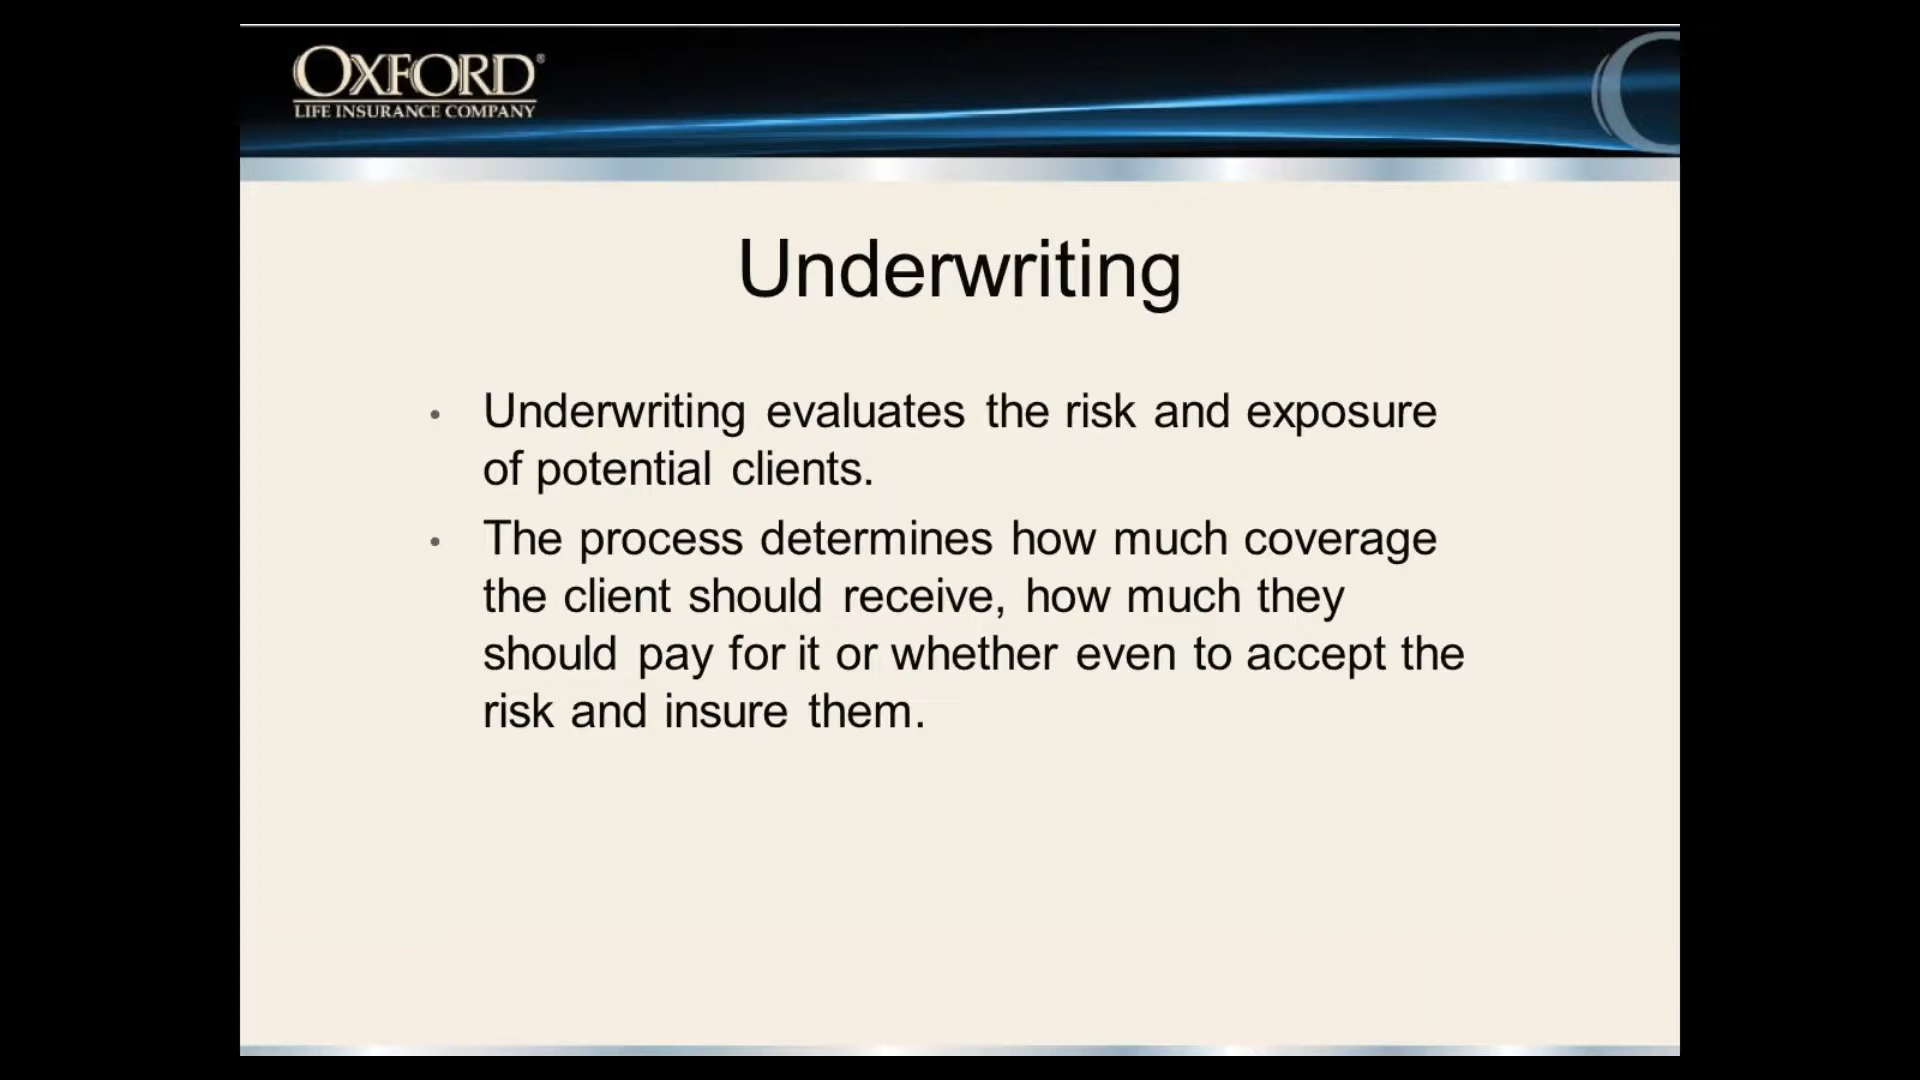 OXFORD®
LIFE INSURANCE COMPANY
Underwriting
• Underwriting evaluates the risk and exposure
of potential clients.
• The process determines how much coverage
the client should receive, how much they
should pay for it or whether even to accept the
risk and insure them.